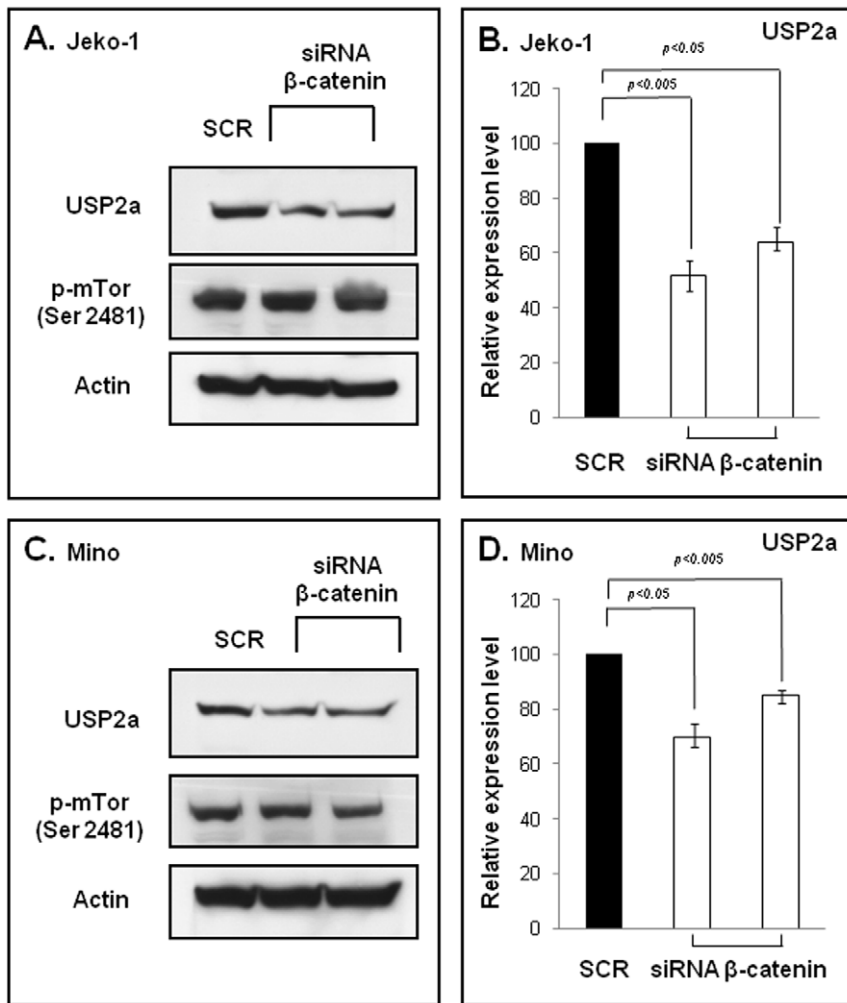 A. Jeko-1
siRNA
β-catenin
SCR
USP2a
p-mTor
(Ser 2481)
Actin
B. Jeko-1
USP2a
p<0.05
p<0.005
Relative expression level
120
100
80
60
40
20
0
SCR
siRNA β-catenin
C. Mino
siRNA
β-catenin
SCR
USP2a
p-mTor
(Ser 2481)
Actin
D. Mino
USP2a
p<0.005
p<0.05
Relative expression level
120
100
80
60
40
20
0
SCR
siRNA β-catenin